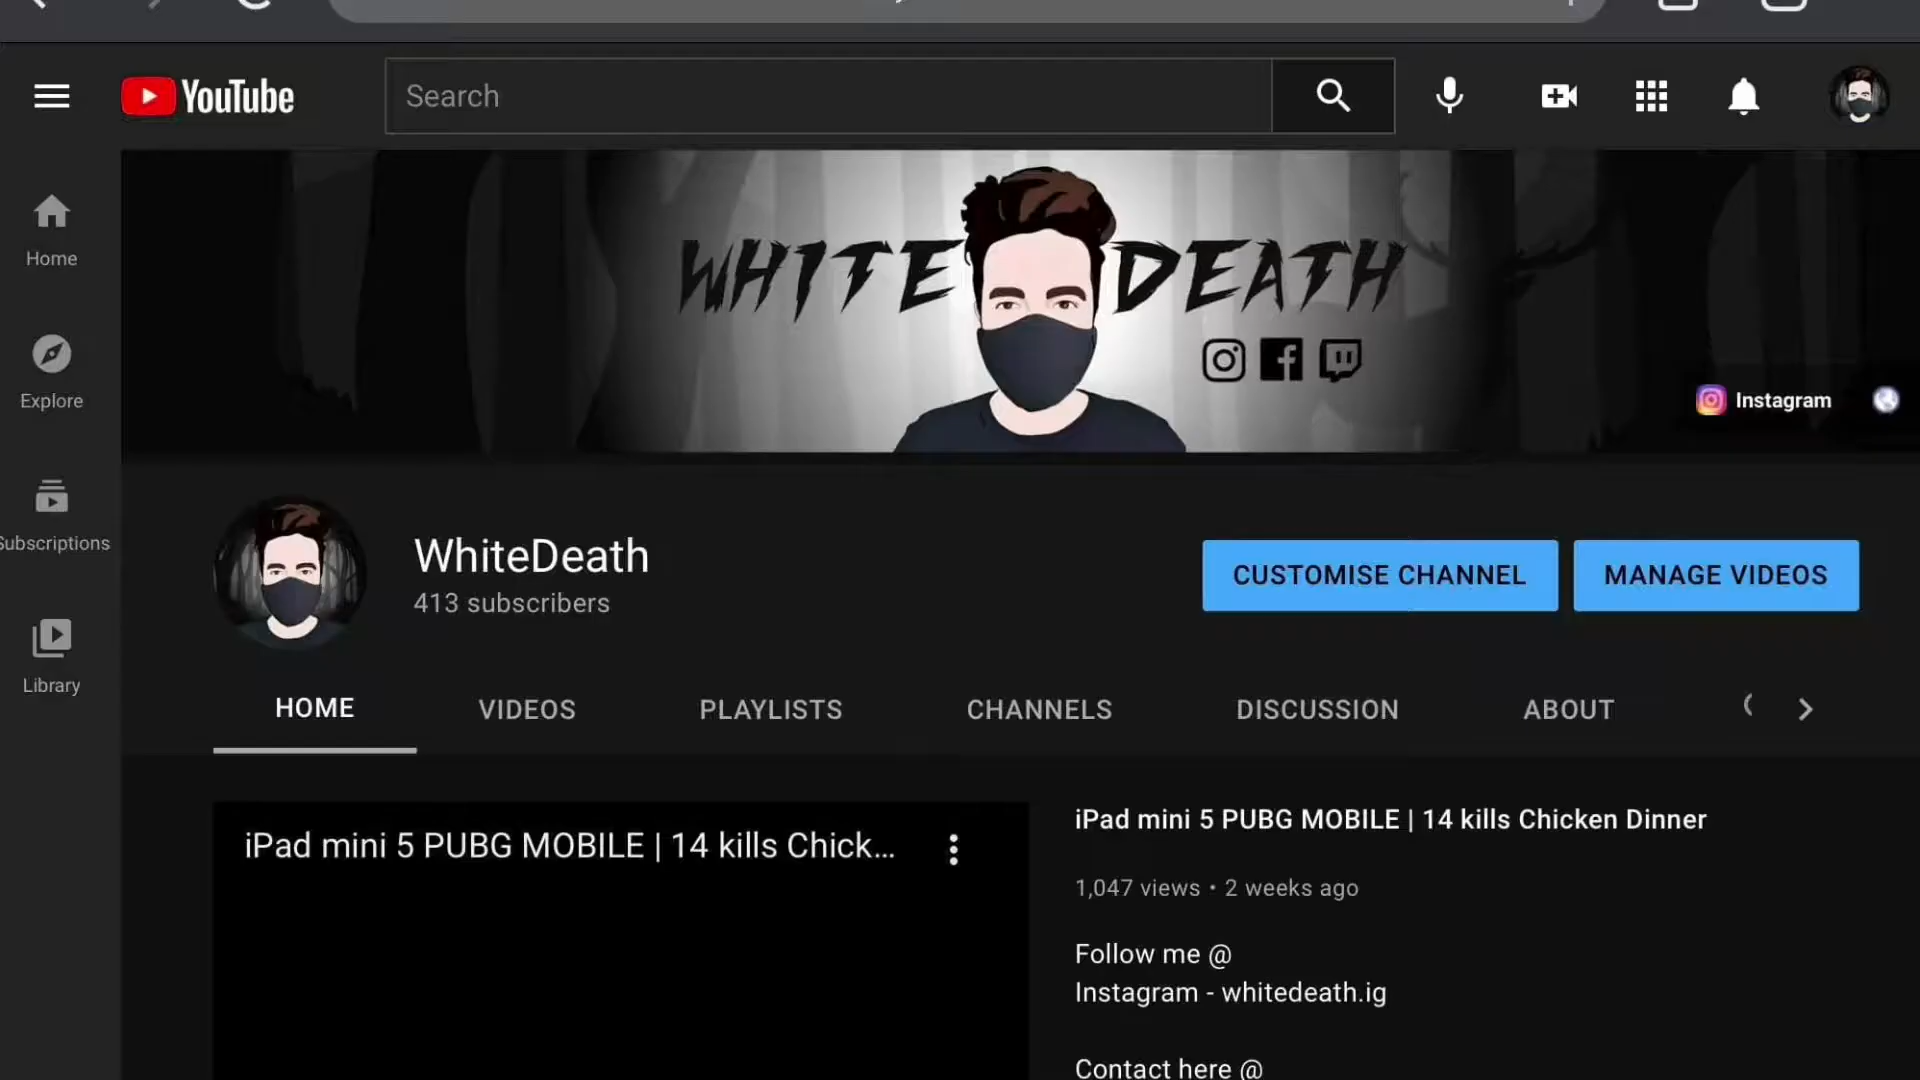 YouTube
Search
Home
Explore
Subscriptions
Library
WHITE DEATH
Instagram
WhiteDeath
413 subscribers
CUSTOMISE CHANNEL
MANAGE VIDEOS
HOME
VIDEOS
PLAYLISTS
CHANNELS
DISCUSSION
ABOUT
iPad mini 5 PUBG MOBILE | 14 kills Chick...
iPad mini 5 PUBG MOBILE | 14 kills Chicken Dinner
1,047 views • 2 weeks ago
Follow me @
Instagram - whitedeath.ig
Contact here @